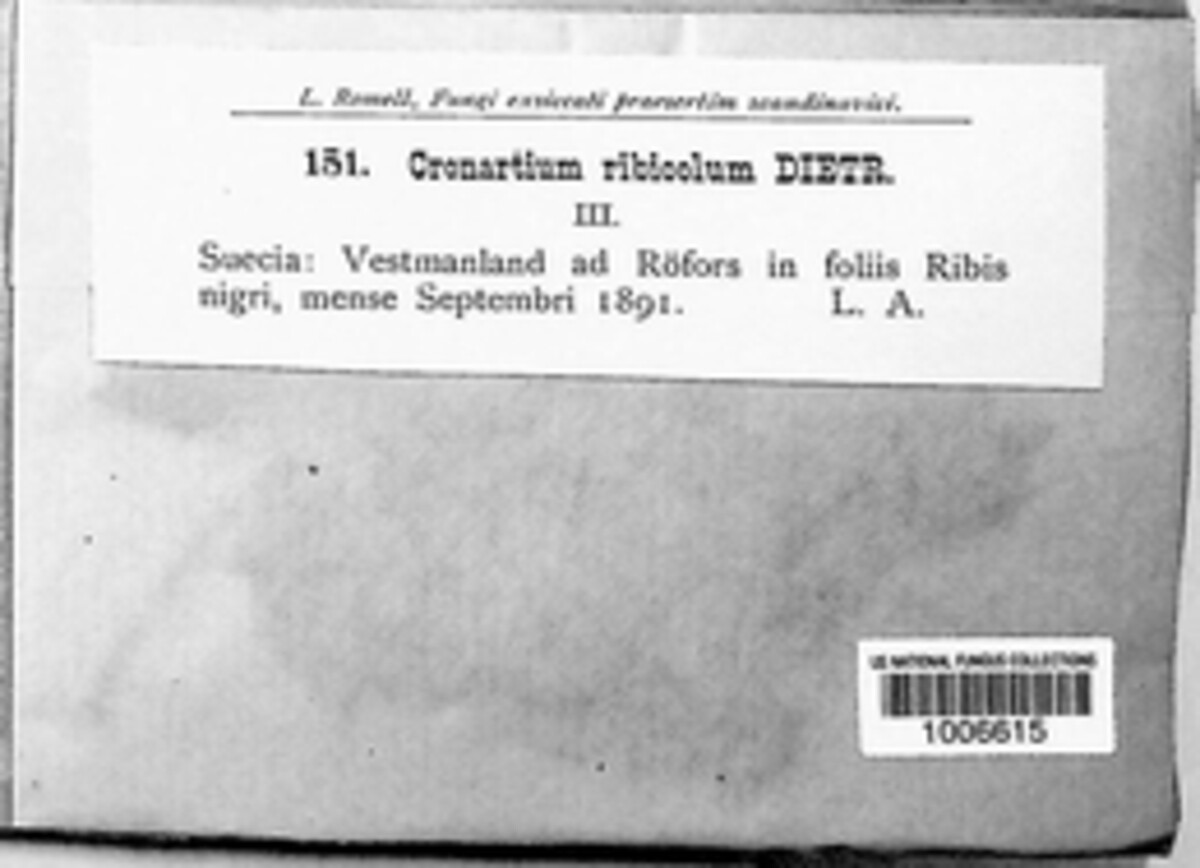 L. Romell, Fungi exsiccati praesertim scandinavici.
151. Cronartium ribicolum DIETR.
III.
Suecia: Vestmanland ad Röfors in foliis Ribis
nigri, mense Septembri 1891. L. A.
US NATIONAL FUNGUS COLLECTIONS
1006615